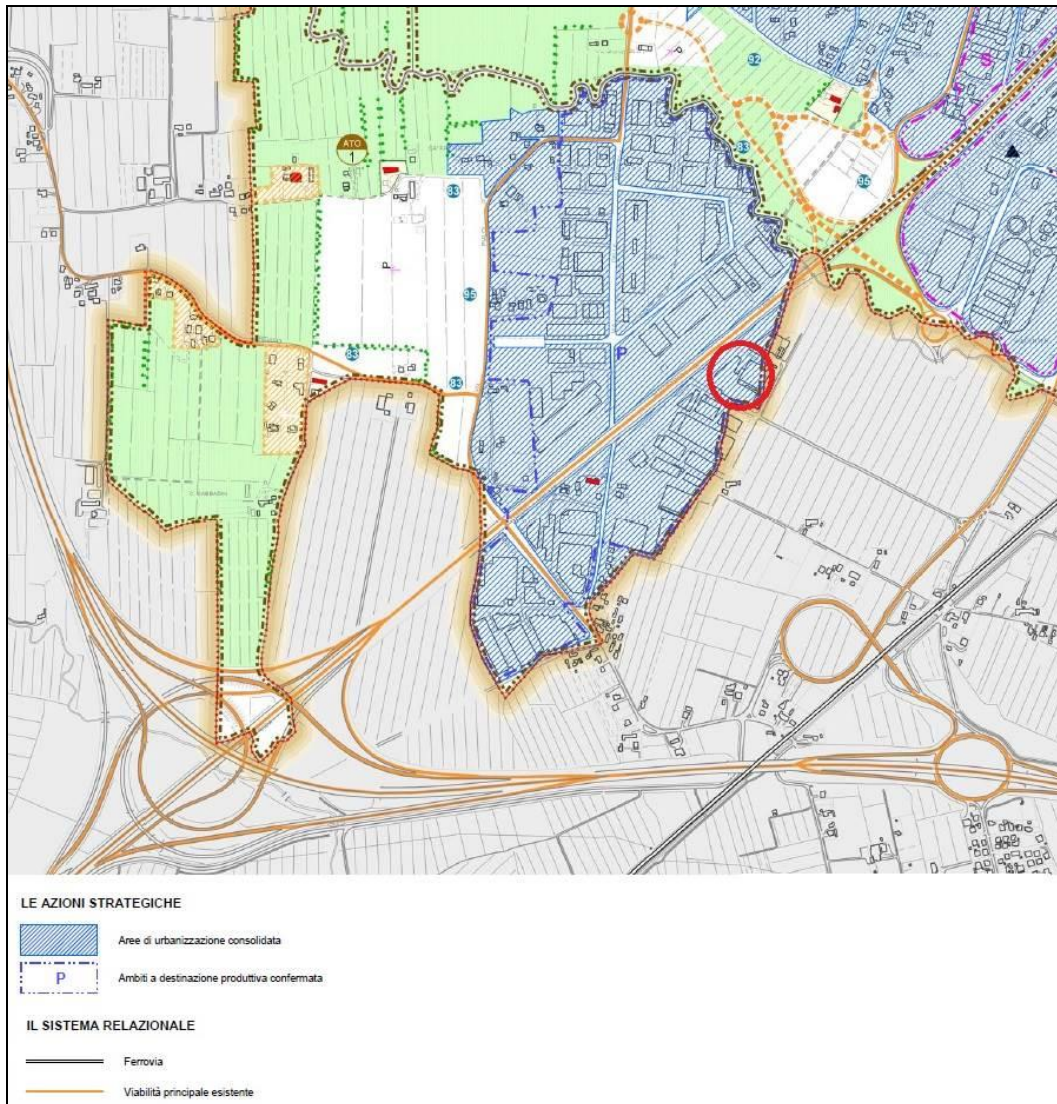 92
S
P
83
ATO
1
83
95
P
95
P
83
83
C. RABBADIN
LE AZIONI STRATEGICHE
Aree di urbanizzazione consolidata
P
Ambiti a destinazione produttiva confermata
IL SISTEMA RELAZIONALE
Ferrovia
Viabilità principale esistente